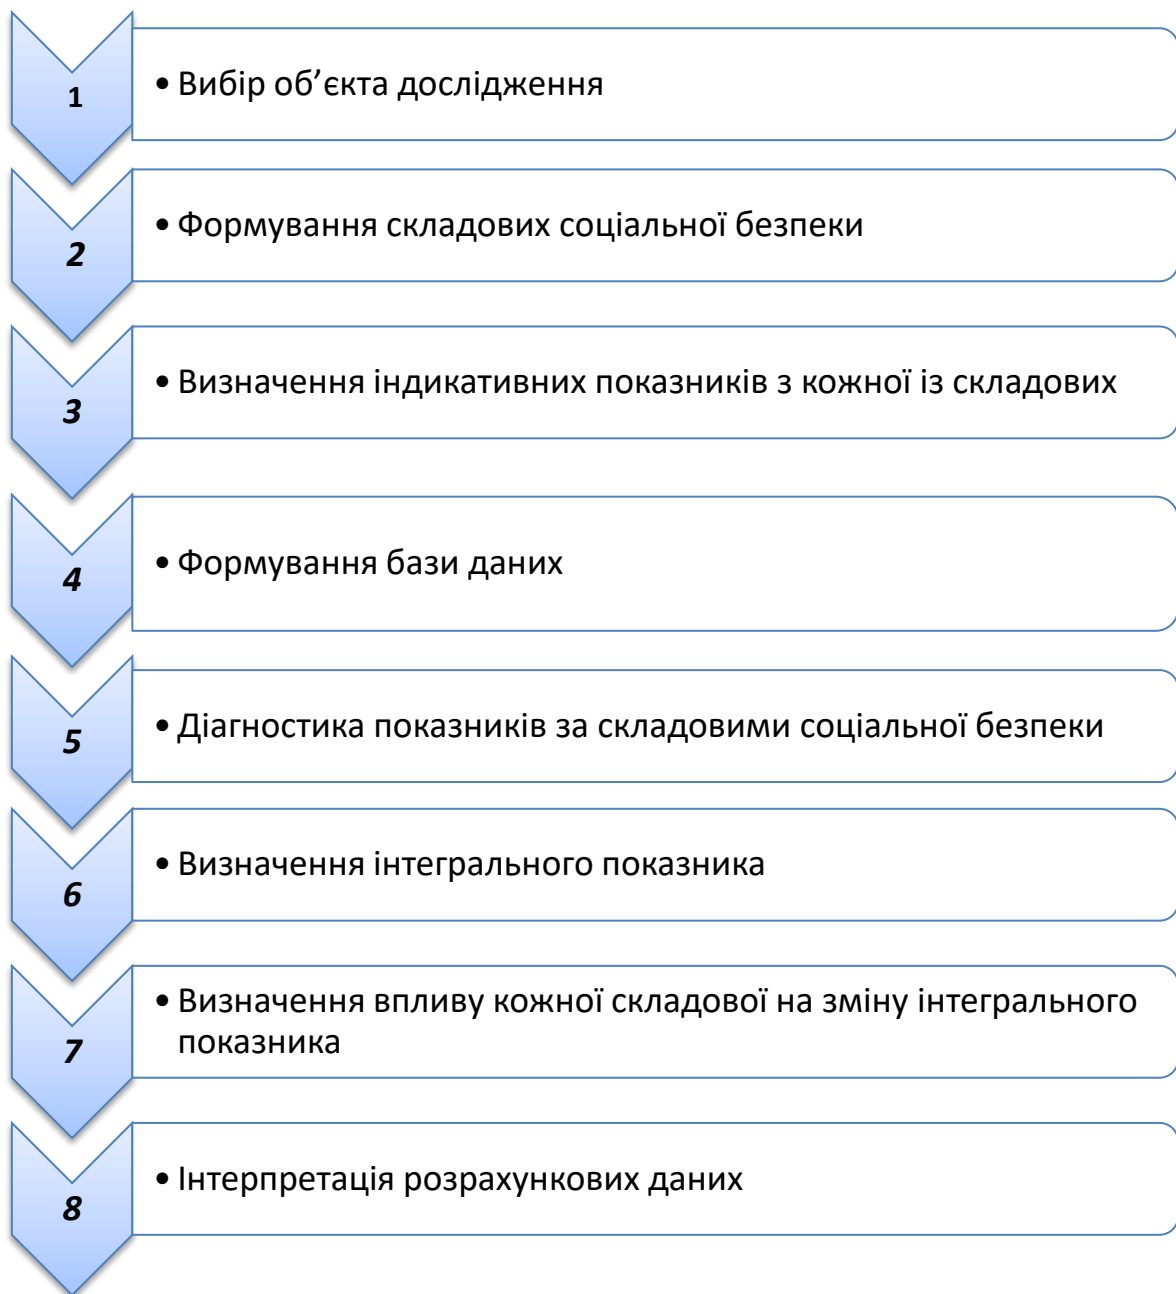 1
• Вибір об’єкта дослідження
2
• Формування складових соціальної безпеки
3
• Визначення індикативних показників з кожної із складових
4
• Формування бази даних
5
• Діагностика показників за складовими соціальної безпеки
6
• Визначення інтегрального показника
7
• Визначення впливу кожної складової на зміну інтегрального
показника
8
• Інтерпретація розрахункових даних